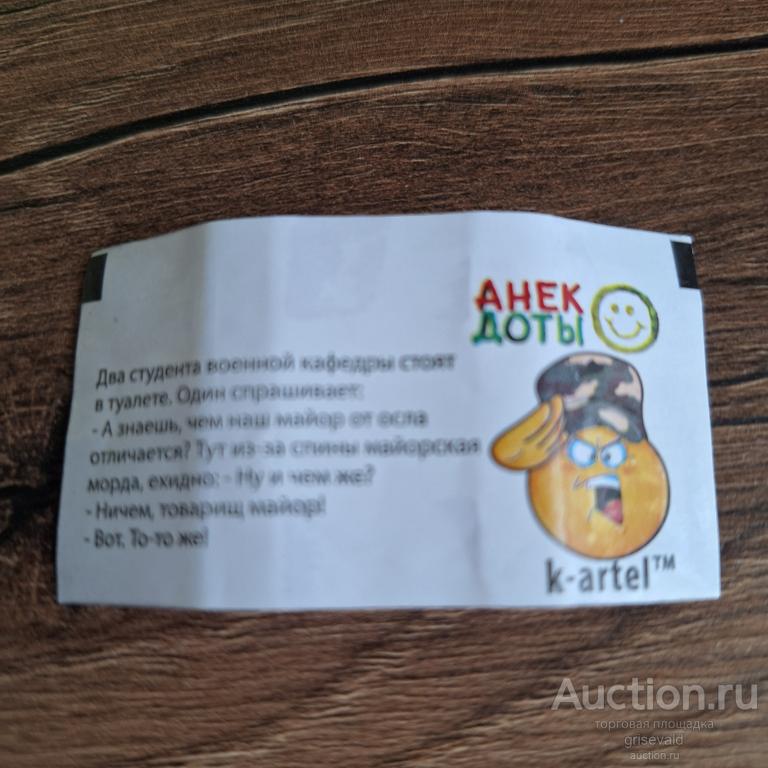 АНЕК
ДОТЫ
Два студента военной кафедры стоят
в туалете. Один спрашивает:
- А знаешь, чем наш майор от осла
отличается? Тут из-за спины майорская
морда, ехидно: - Ну и чем же?
- Ничем, товарищ майор!
- Вот. То-то же!
k-artel™
Auction.ru
торговая площадка
grisevald
auction.ru